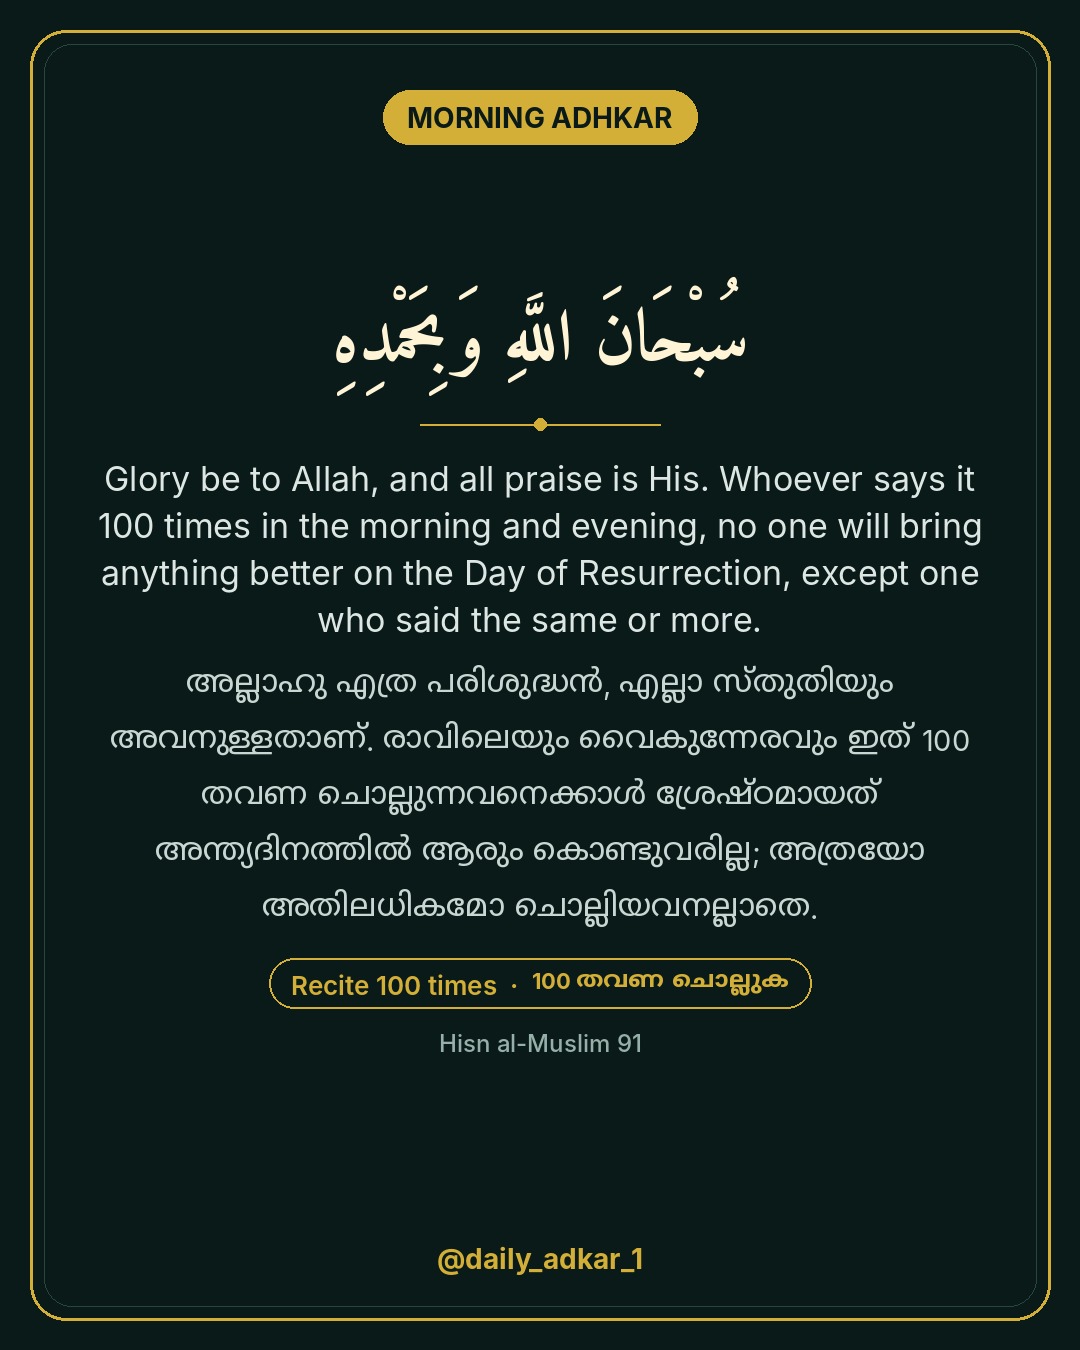 MORNING ADHKAR
سُبْحَانَ اللَّهِ وَبِحَمْدِهِ
Glory be to Allah, and all praise is His. Whoever says it
100 times in the morning and evening, no one will bring
anything better on the Day of Resurrection, except one
who said the same or more.
അല്ലാഹു എത്ര പരിശുദ്ധൻ, എല്ലാ സ്തുതിയും
അവനുള്ളതാണ്. രാവിലെയും വൈകുന്നേരവും ഇത് 100
തവണ ചൊല്ലുന്നവനെക്കാൾ ശ്രേഷ്ഠമായത്
അന്ത്യദിനത്തിൽ ആരും കൊണ്ടുവരില്ല; അത്രയോ
അതിലധികമോ ചൊല്ലിയവനല്ലാതെ.
Recite 100 times · 100 തവണ ചൊല്ലുക
Hisn al-Muslim 91
@daily_adkar_1